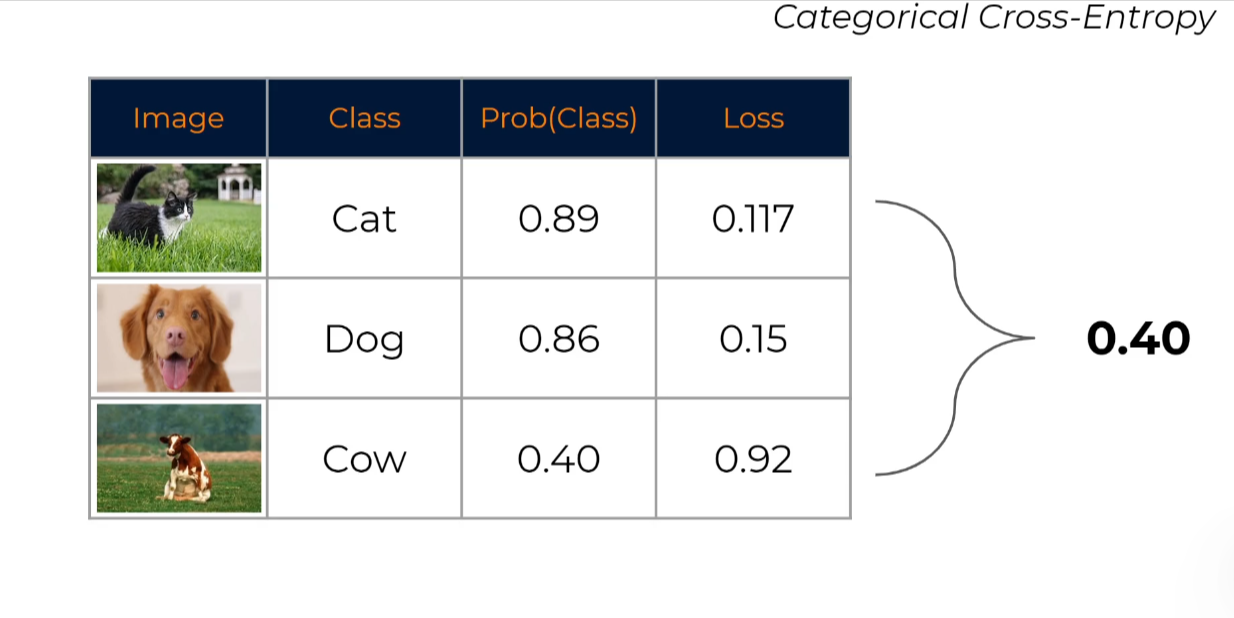 Categorical Cross-Entropy
Image Class Prob(Class) Loss
Cat 0.89 0.117
Dog 0.86 0.15
0.40
Cow 0.40 0.92